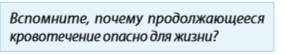 Вспомните, почему продолжающееся
кровотечение опасно для жизни?